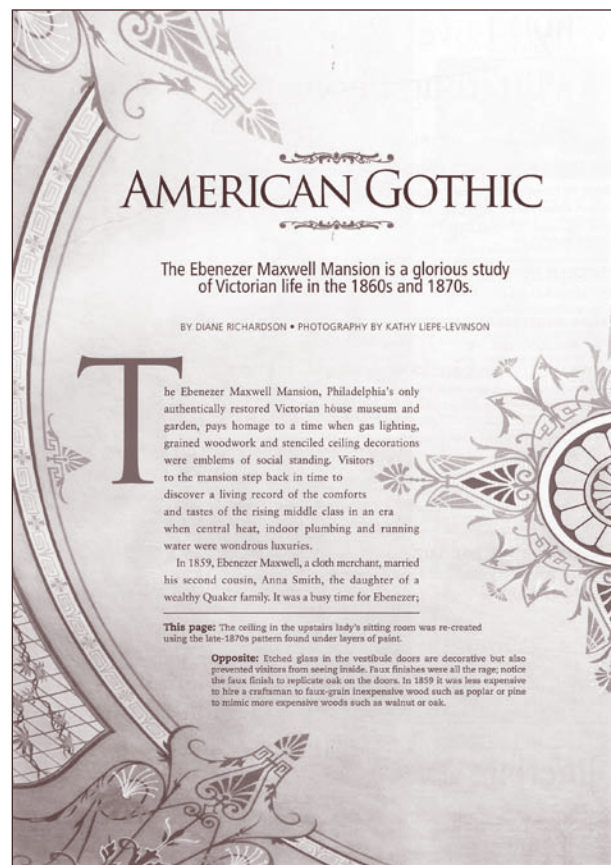 AMERICAN GOTHIC
The Ebenezer Maxwell Mansion is a glorious study
of Victorian life in the 1860s and 1870s.
BY DIANE RICHARDSON • PHOTOGRAPHY BY KATHY LIEPE-LEVINSON
The Ebenezer Maxwell Mansion, Philadelphia's only
authentically restored Victorian house museum and
garden, pays homage to a time when gas lighting,
grained woodwork and stenciled ceiling decorations
were emblems of social standing. Visitors
to the mansion step back in time to
discover a living record of the comforts
and tastes of the rising middle class in an era
when central heat, indoor plumbing and running
water were wondrous luxuries.
In 1859, Ebenezer Maxwell, a cloth merchant, married
his second cousin, Anna Smith, the daughter of a
wealthy Quaker family. It was a busy time for Ebenezer;
This page: The ceiling in the upstairs lady's sitting room was re-created
using the late-1870s pattern found under layers of paint.
Opposite: Etched glass in the vestibule doors are decorative but also
prevented visitors from seeing inside. Faux finishes were all the rage; notice
the faux finish to replicate oak on the doors. In 1859 it was less expensive
to hire a craftsman to faux-grain inexpensive wood such as poplar or pine
to mimic more expensive woods such as walnut or oak.